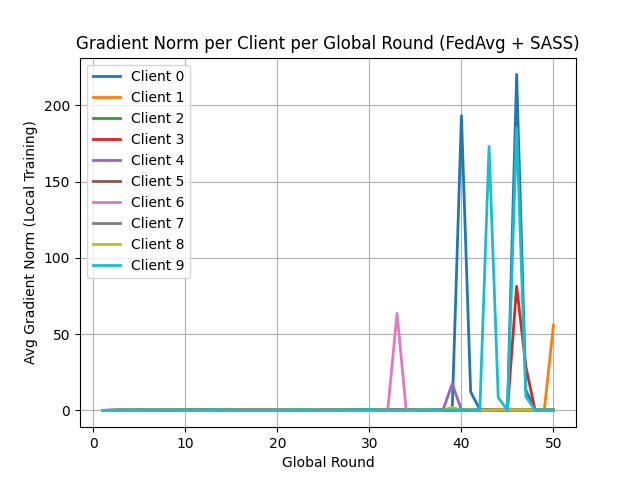 Gradient Norm per Client per Global Round (FedAvg + SASS)
Avg Gradient Norm (Local Training)
200
150
100
50
0
Client 0
Client 1
Client 2
Client 3
Client 4
Client 5
Client 6
Client 7
Client 8
Client 9
0 10 20 30 40 50
Global Round